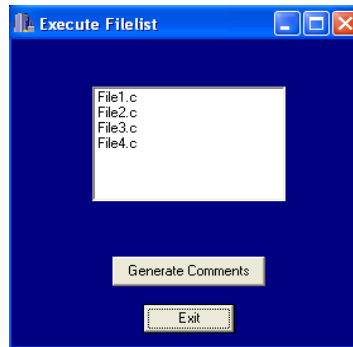 Execute Filelist
File1.c
File2.c
File3.c
File4.c
Generate Comments
Exit